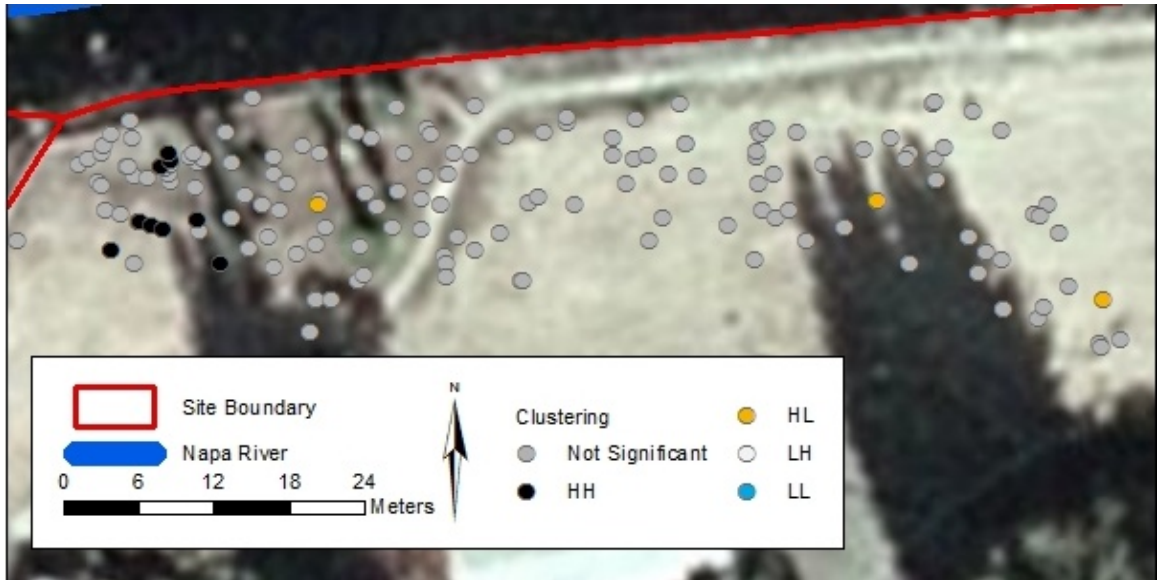 Site Boundary
Napa River
0 6 12 18 24
Meters
N
Clustering
Not Significant
HH
HL
LH
LL